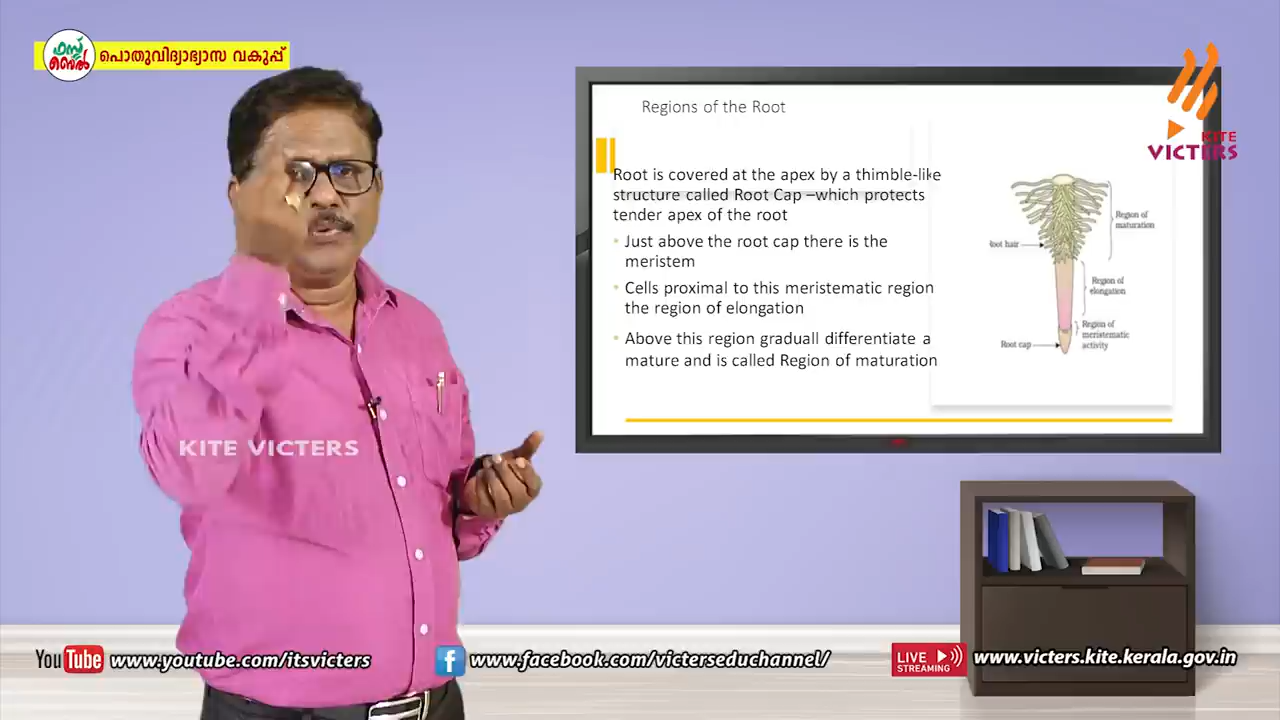 ഫസ്റ്റ്
ബെൽ
പൊതുവിദ്യാഭ്യാസ വകുപ്പ്
Regions of the Root
KITE
VICTERS
Root is covered at the apex by a thimble-like
structure called Root Cap –which protects
tender apex of the root
Just above the root cap there is the
meristem
Cells proximal to this meristematic region
the region of elongation
Above this region graduall differentiate a
mature and is called Region of maturation
Region of
maturation
Root hair
Region of
elongation
Region of
meristematic
activity
Root cap
KITE VICTERS
YouTube www.youtube.com/itsvicters
f www.facebook.com/victerseduchannel/
LIVE
STREAMING
www.victers.kite.kerala.gov.in